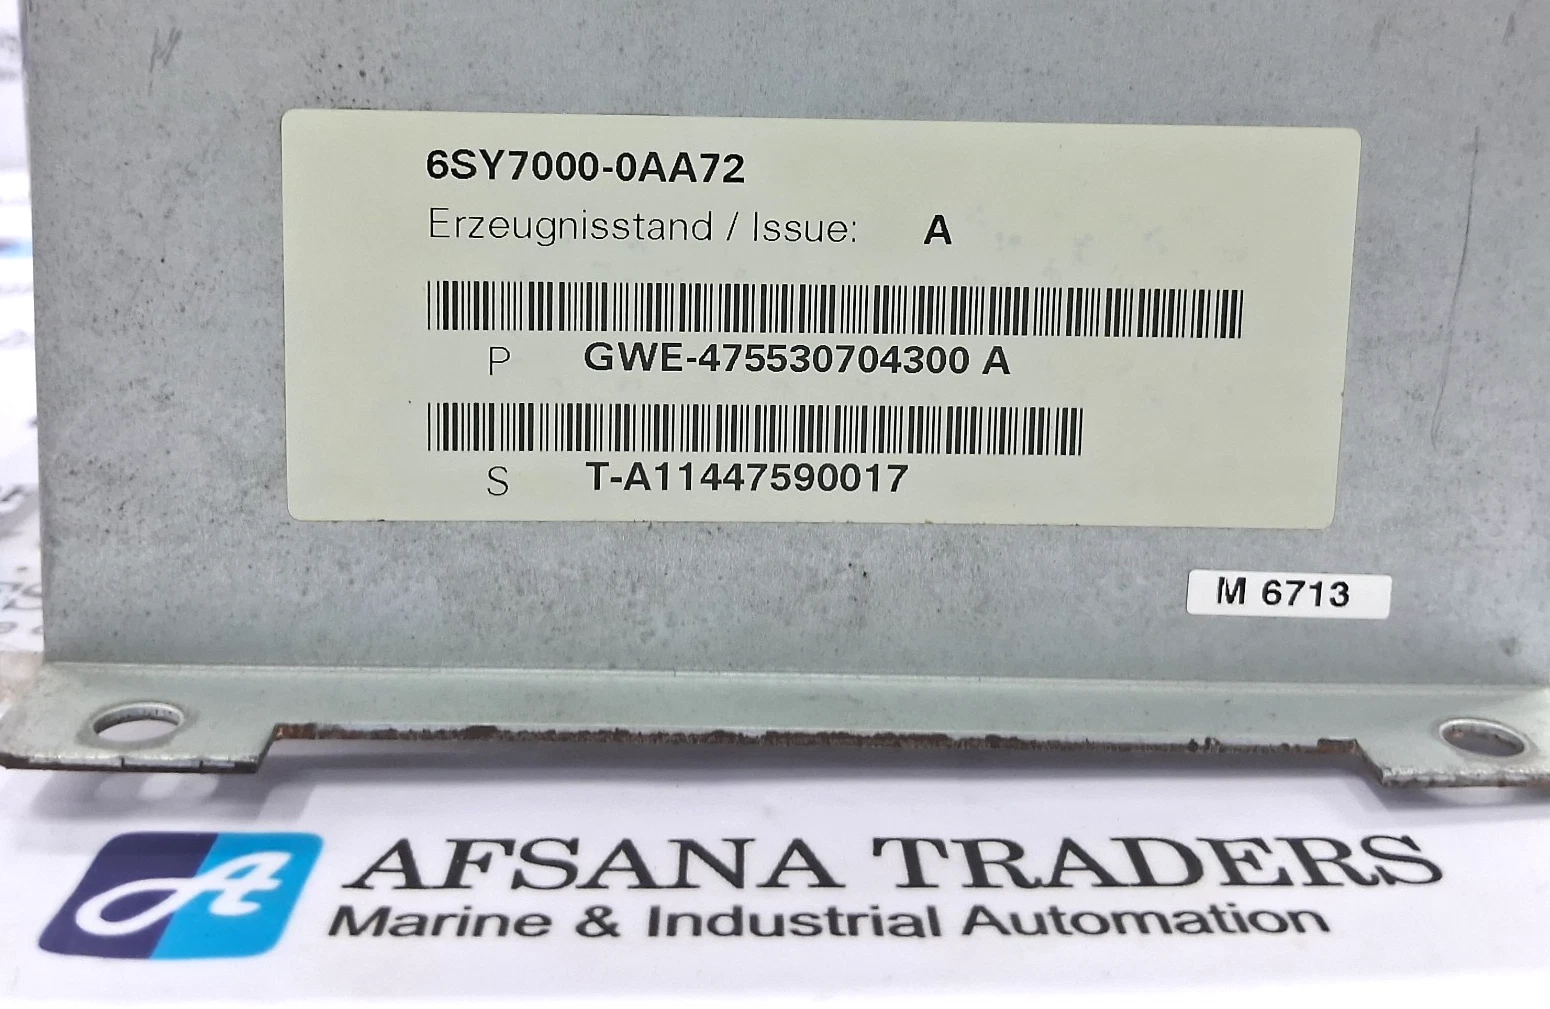 6SY7000-0AA72
Erzeugnisstand / Issue: A
P GWE-475530704300 A
S T-A11447590017
M 6713
AFSANA TRADERS
Marine & Industrial Automation